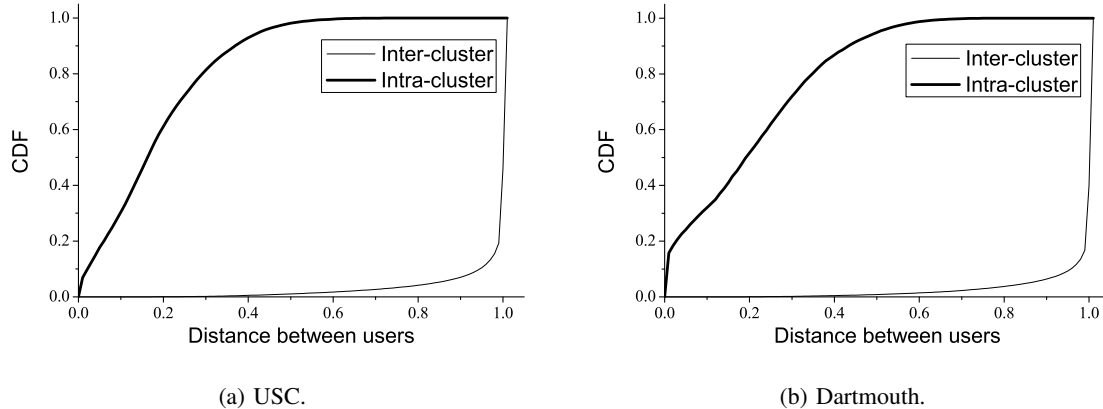 1.0
0.8
0.6
0.4
0.2
0.0
CDF
Inter-cluster
Intra-cluster
0.0 0.2 0.4 0.6 0.8 1.0
Distance between users
(a) USC.
1.0
0.8
0.6
0.4
0.2
0.0
CDF
Inter-cluster
Intra-cluster
0.0 0.2 0.4 0.6 0.8 1.0
Distance between users
(b) Dartmouth.